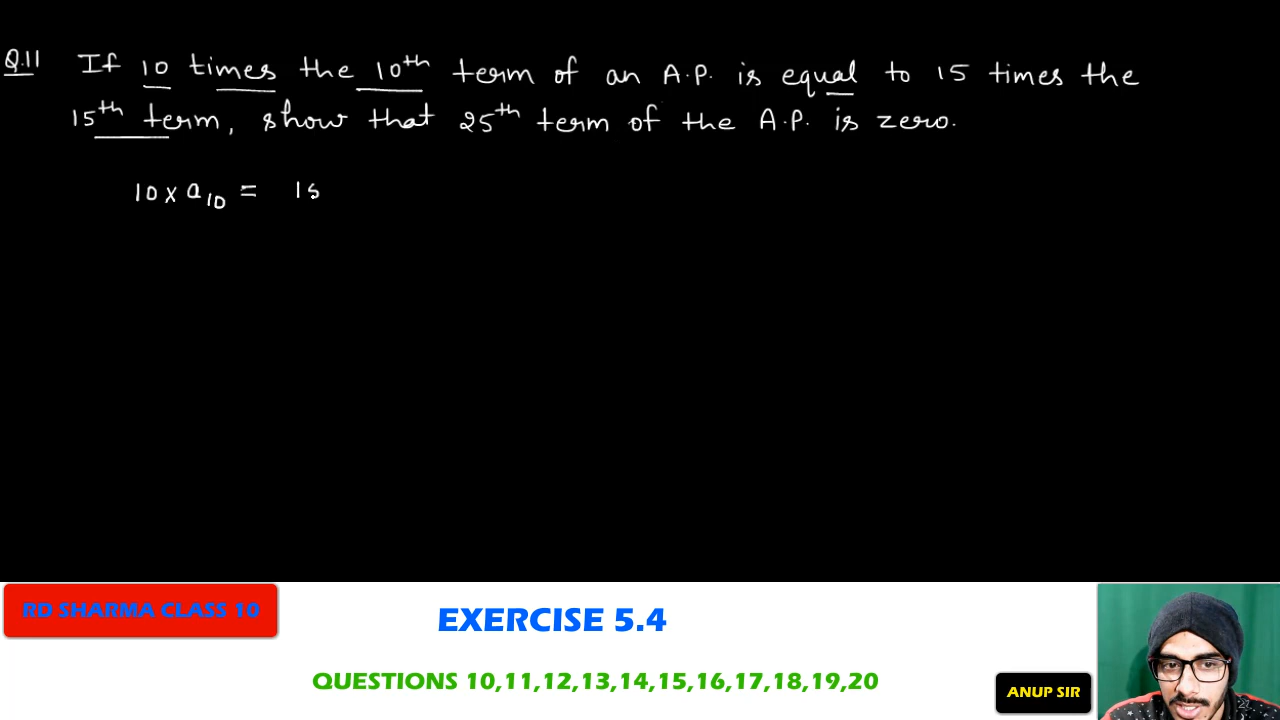 Q.11 If 10 times the 10th term of an A.P. is equal to 15 times the
15th term, show that 25th term of the A.P. is zero.
10 x a10 = 15
RD SHARMA CLASS 10
EXERCISE 5.4
QUESTIONS 10,11,12,13,14,15,16,17,18,19,20
ANUP SIR